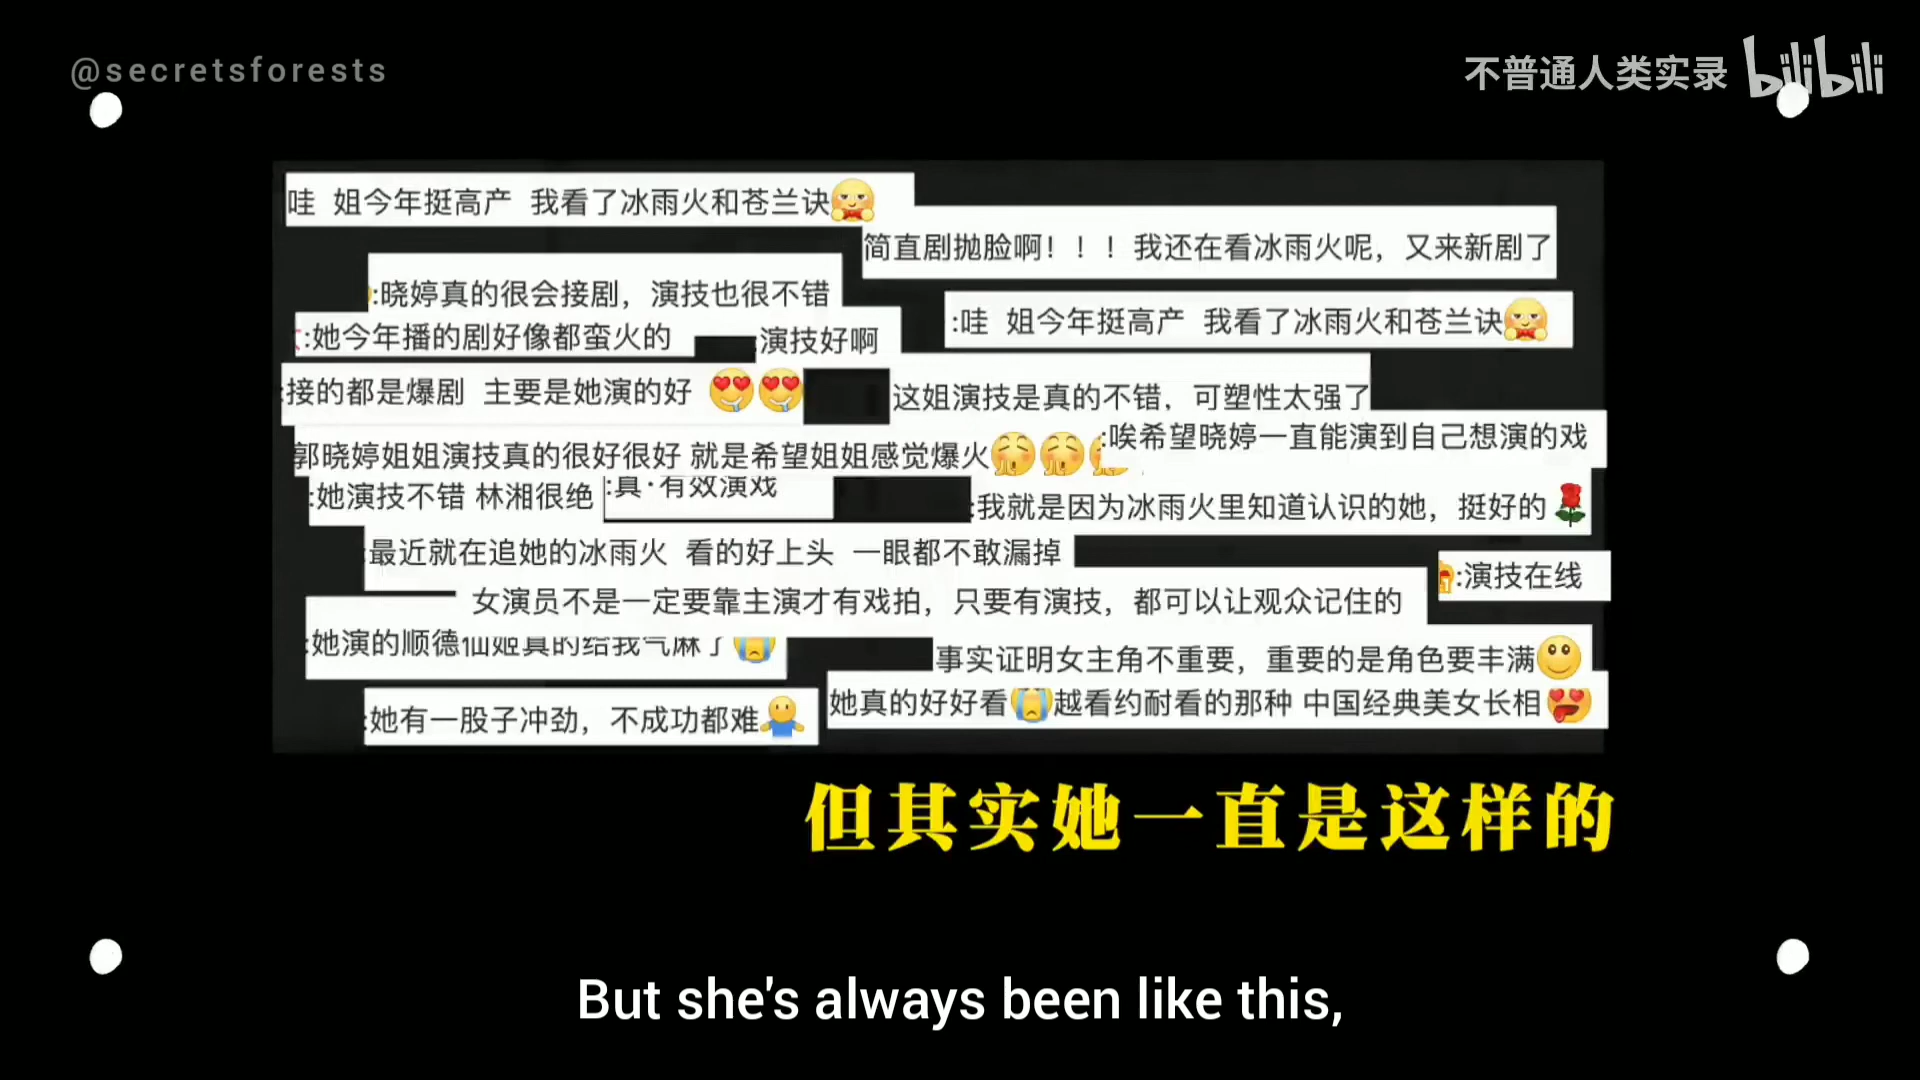 @secretsforests
不普通人类实录 bilibili
哇 姐今年挺高产 我看了冰雨火和苍兰诀
简直剧抛脸啊！！！我还在看冰雨火呢，又来新剧了
:晓婷真的很会接剧，演技也很不错
:哇 姐今年挺高产 我看了冰雨火和苍兰诀
:她今年播的剧好像都蛮火的
:演技好啊
:接的都是爆剧 主要是她演的好
这姐演技是真的不错，可塑性太强了
:唉希望晓婷一直能演到自己想演的戏
郭晓婷姐姐演技真的很好很好 就是希望姐姐感觉爆火
:她演技不错 林湘很绝
:真·有效演戏
:我就是因为冰雨火里知道认识的她，挺好的
:最近就在追她的冰雨火 看的好上头 一眼都不敢漏掉
:演技在线
女演员不是一定要靠主演才有戏拍，只要有演技，都可以让观众记住的
:她演的顺德仙姬真的给我气麻了
事实证明女主角不重要，重要的是角色要丰满
她真的好好看越看约耐看的那种 中国经典美女长相
:她有一股子冲劲，不成功都难
但其实她一直是这样的
But she's always been like this,